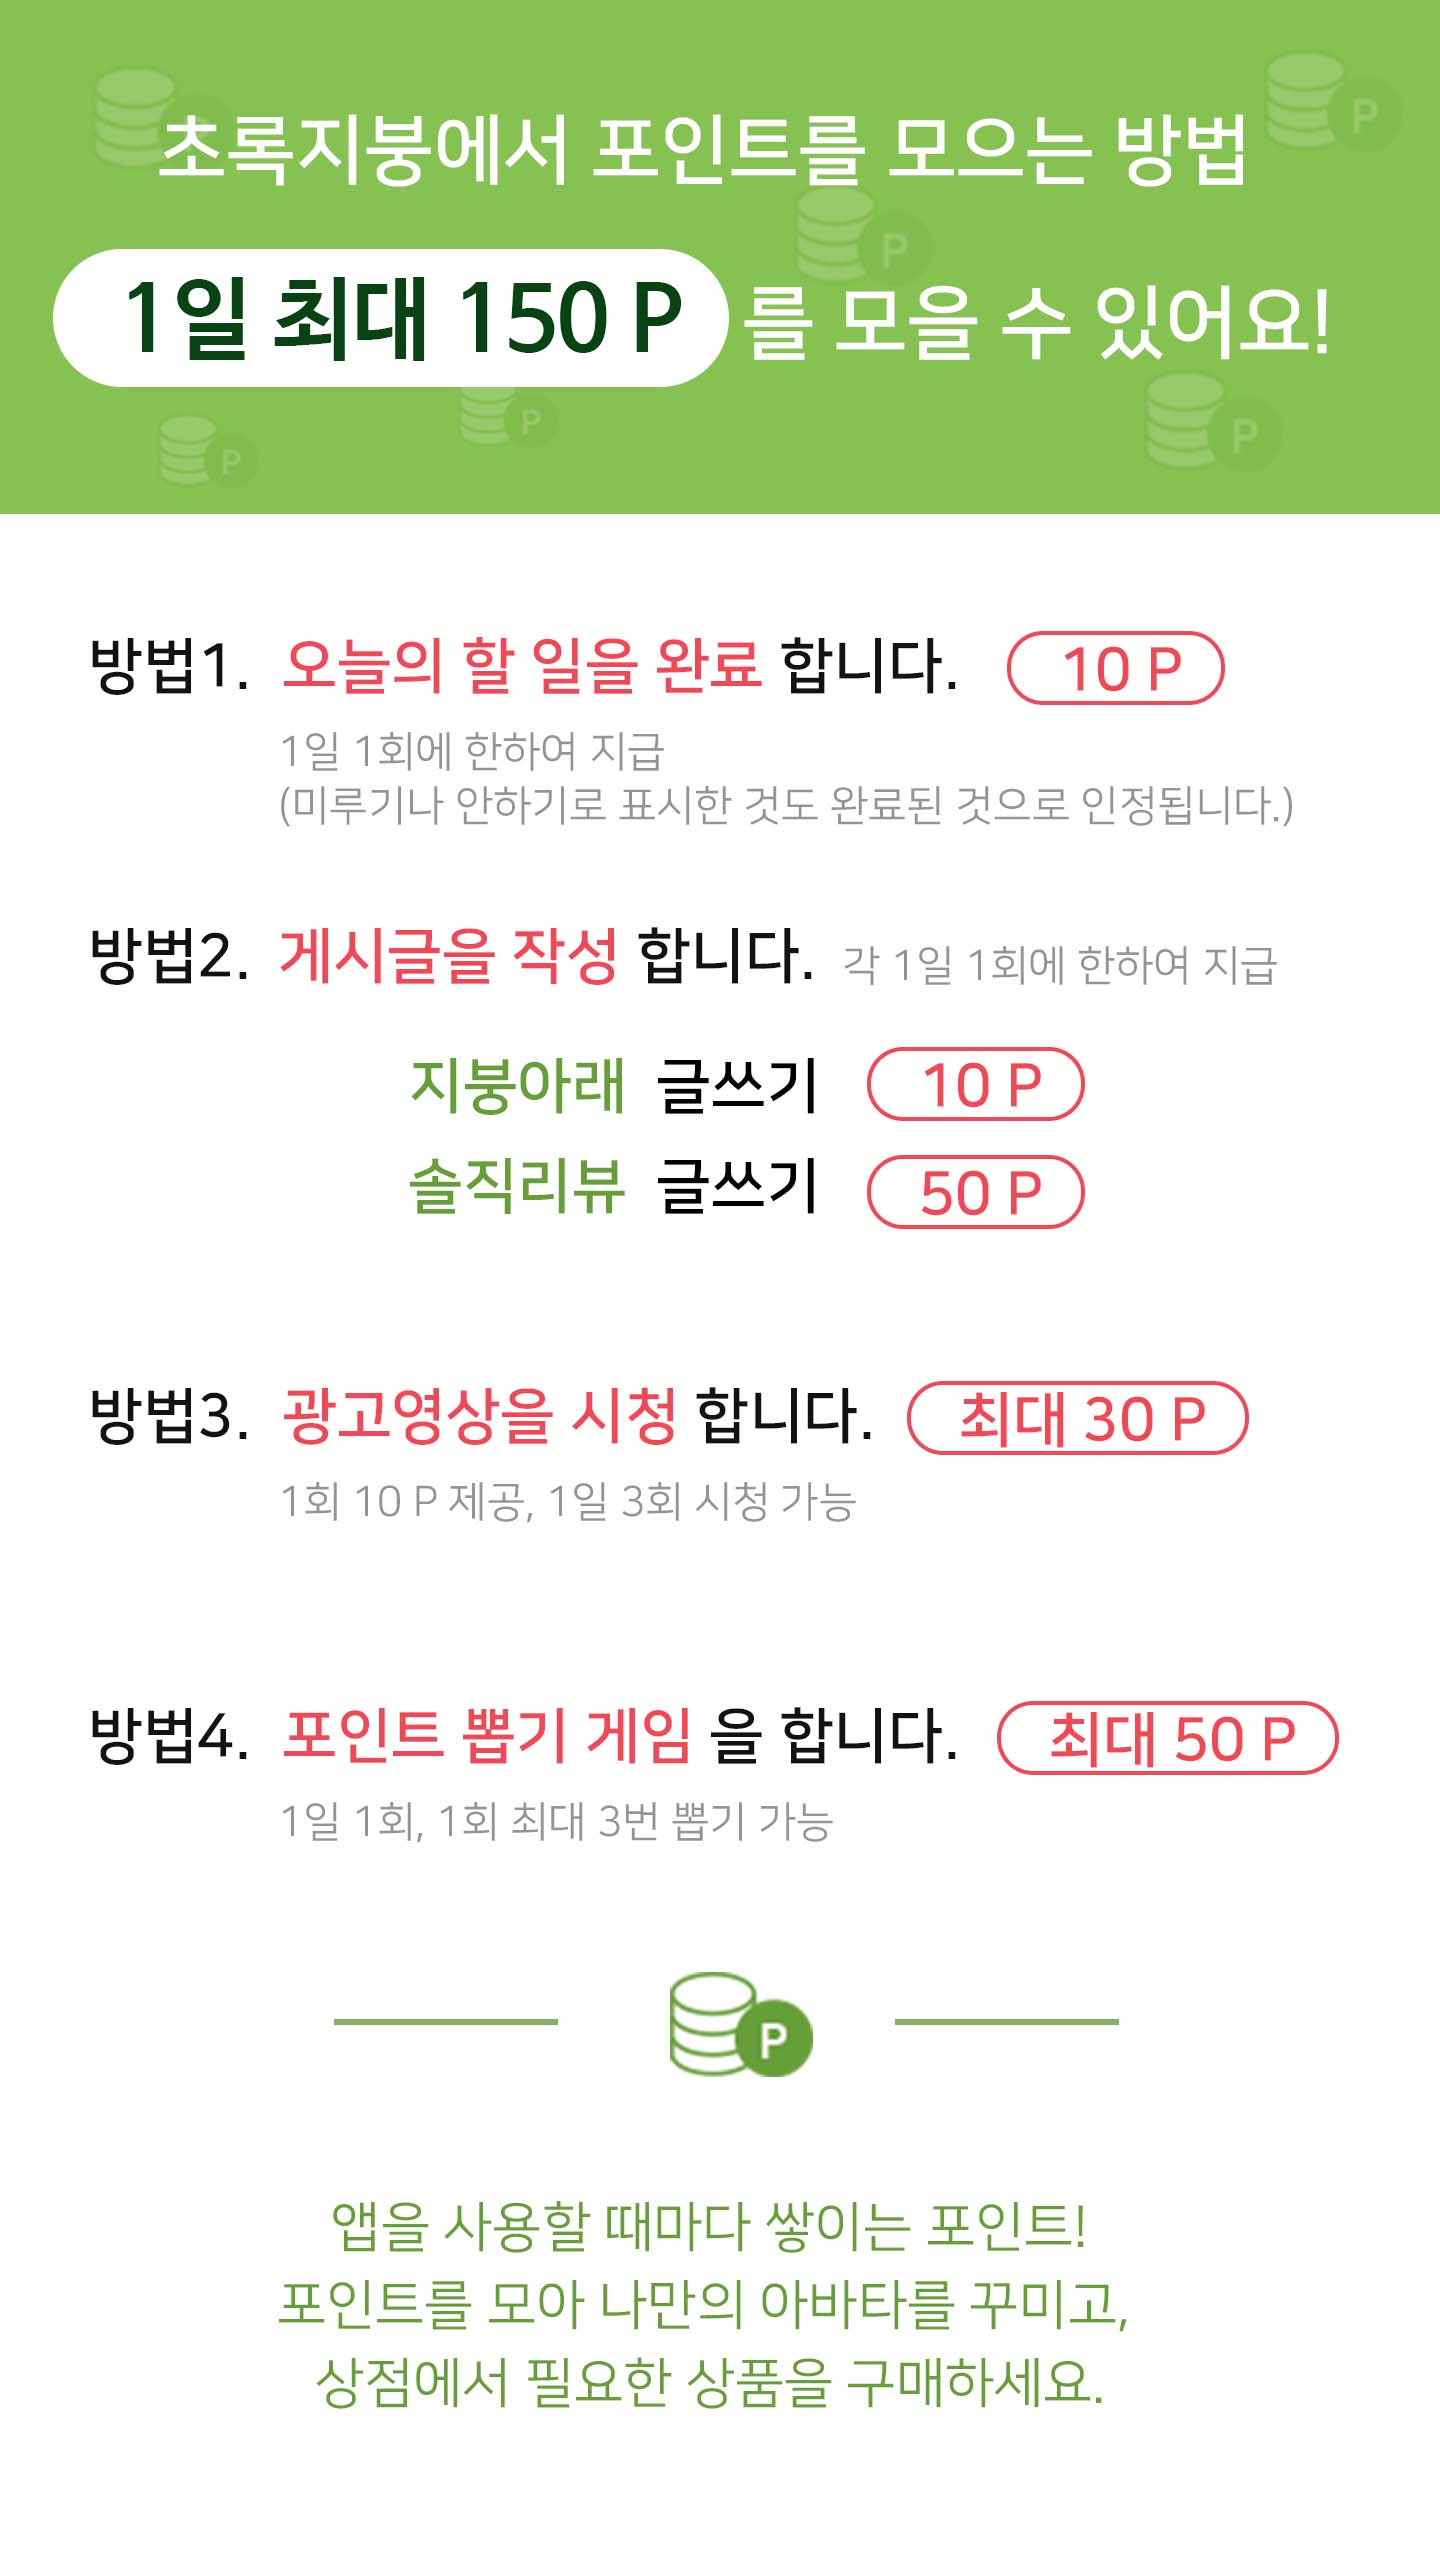 초록지붕에서 포인트를 모으는 방법
1일 최대 150 P 를 모을 수 있어요!
방법1. 오늘의 할 일을 완료 합니다. 10 P
1일 1회에 한하여 지급
(미루기나 안하기로 표시한 것도 완료된 것으로 인정됩니다.)
방법2. 게시글을 작성 합니다. 각 1일 1회에 한하여 지급
지붕아래 글쓰기 10 P
솔직리뷰 글쓰기 50 P
방법3. 광고영상을 시청 합니다. 최대 30 P
1회 10 P 제공, 1일 3회 시청 가능
방법4. 포인트 뽑기 게임 을 합니다. 최대 50 P
1일 1회, 1회 최대 3번 뽑기 가능
P
앱을 사용할 때마다 쌓이는 포인트!
포인트를 모아 나만의 아바타를 꾸미고,
상점에서 필요한 상품을 구매하세요.